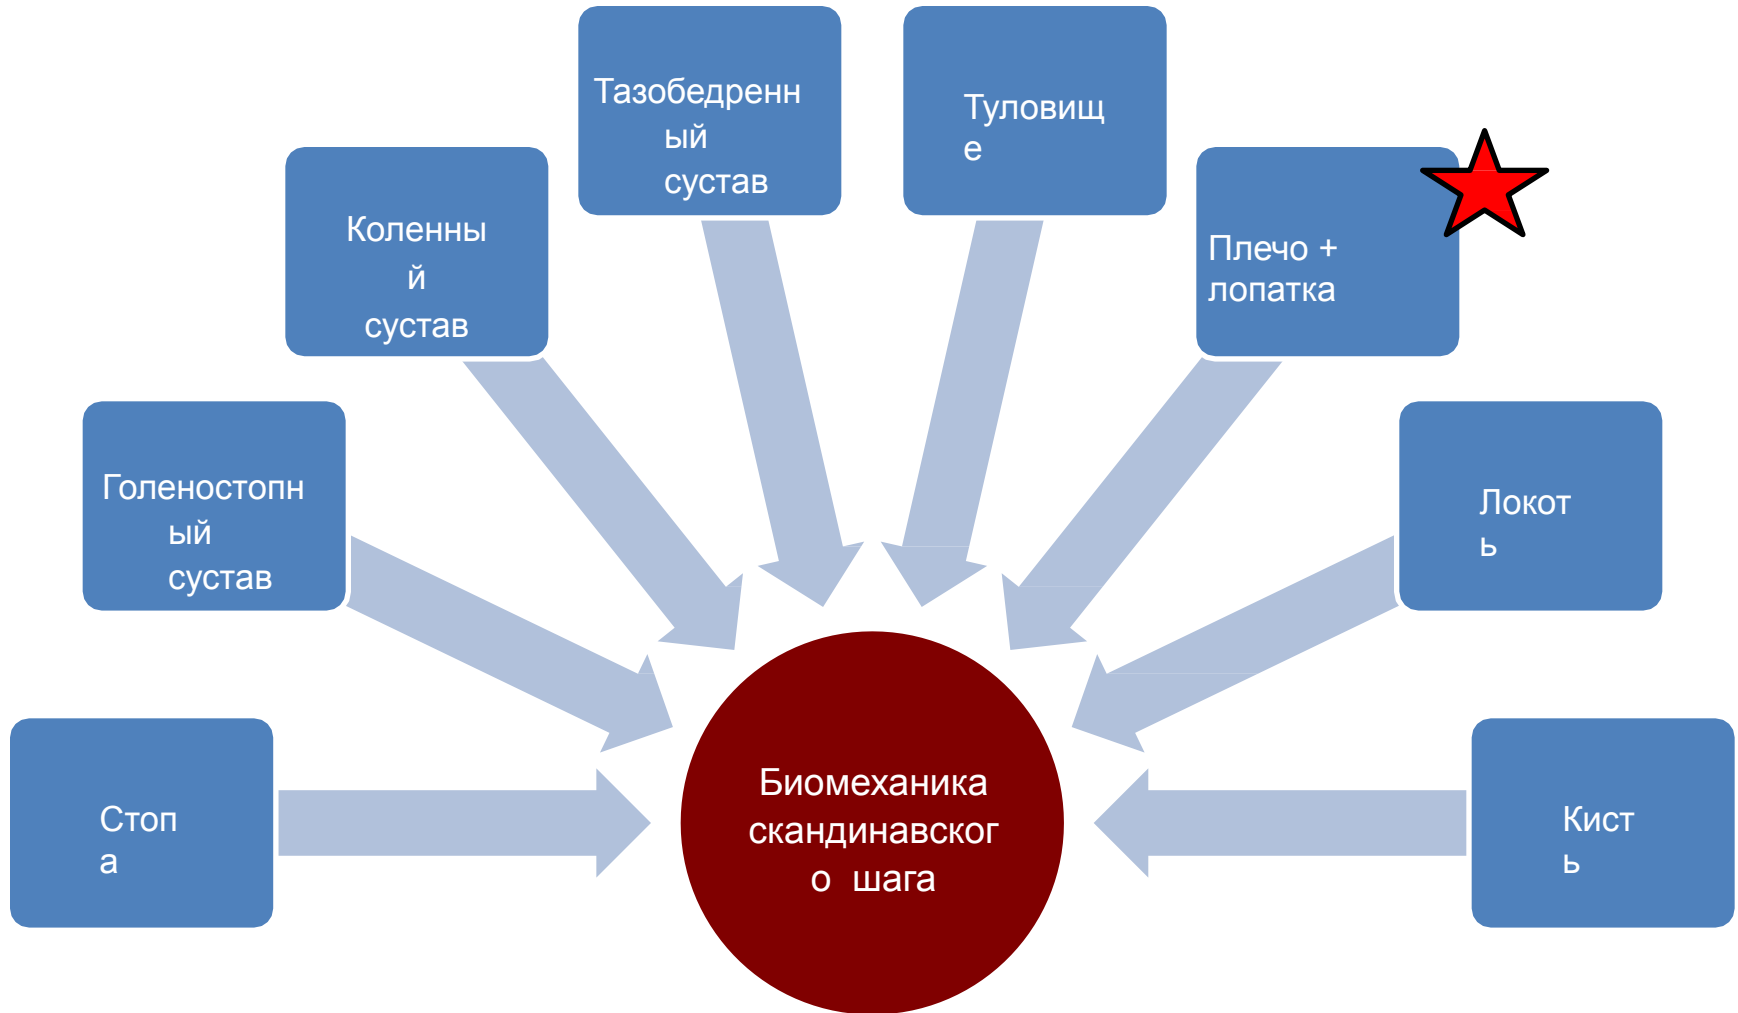 Тазобедренн
ый
сустав
Туловищ
е
Коленны
й
сустав
Плечо +
лопатка
Голеностопн
ый
сустав
Локот
ь
Стоп
а
Биомеханика
скандинавског
о шага
Кист
ь